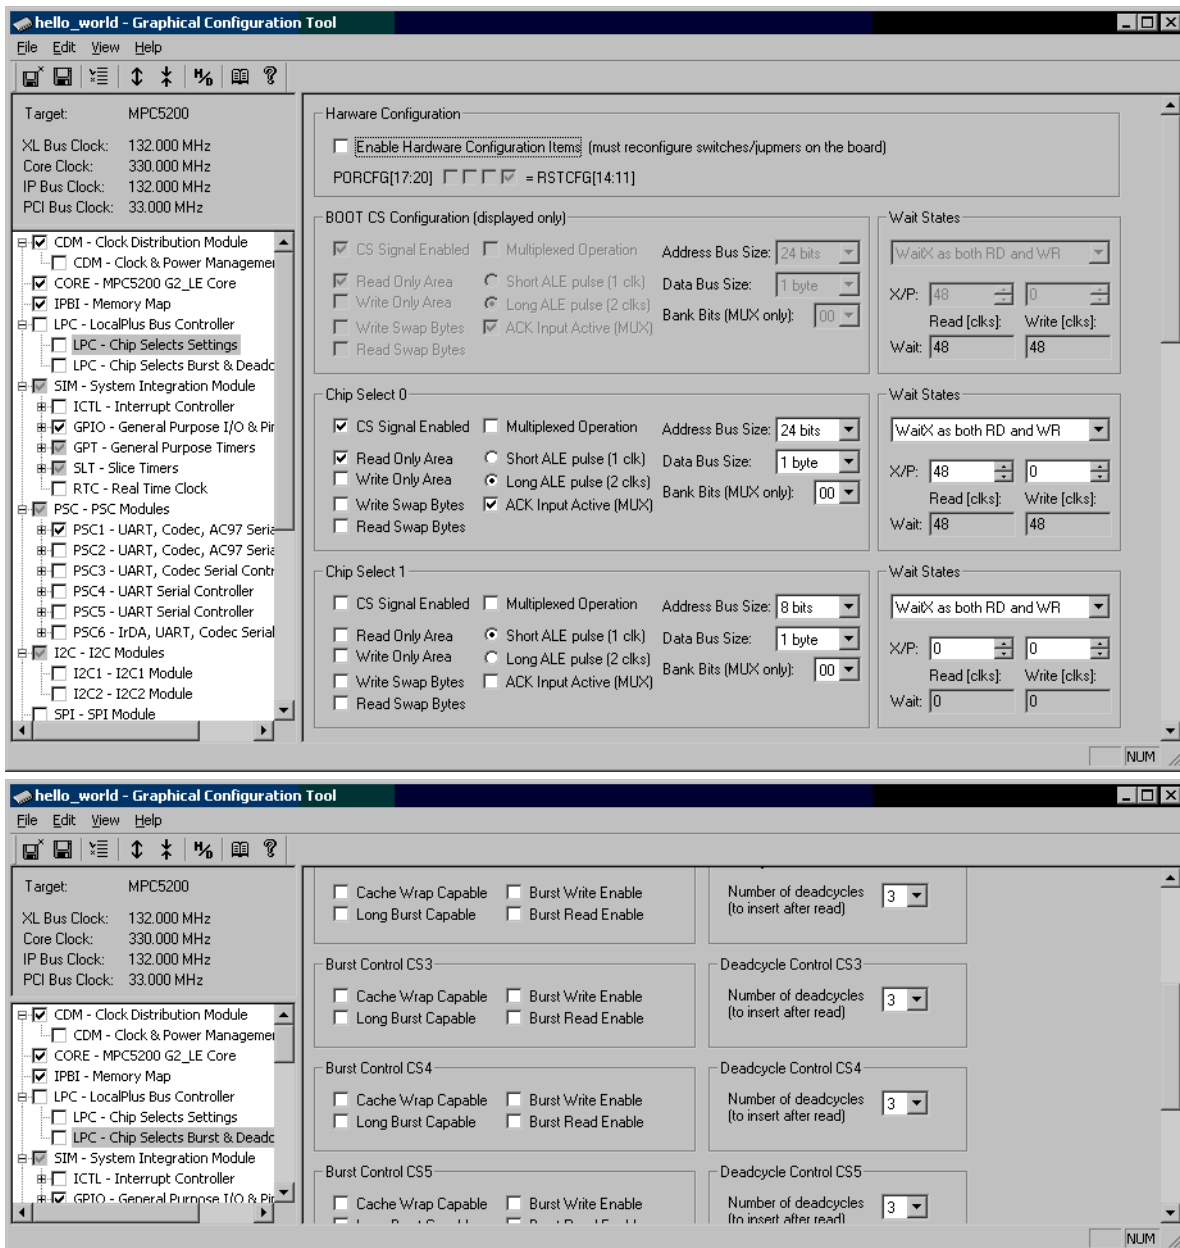 hello_world - Graphical Configuration Tool
File Edit View Help
Target: MPC5200
XL Bus Clock: 132.000 MHz
Core Clock: 330.000 MHz
IP Bus Clock: 132.000 MHz
PCI Bus Clock: 33.000 MHz
CDM - Clock Distribution Module
CDM - Clock & Power Managemer
CORE - MPC5200 G2_LE Core
IPBI - Memory Map
LPC - LocalPlus Bus Controller
LPC - Chip Selects Settings
LPC - Chip Selects Burst & Deadc
SIM - System Integration Module
ICTL - Interrupt Controller
GPIO - General Purpose I/O & Pir
GPT - General Purpose Timers
SLT - Slice Timers
RTC - Real Time Clock
PSC - PSC Modules
PSC1 - UART, Codec, AC97 Seria
PSC2 - UART, Codec, AC97 Seria
PSC3 - UART, Codec Serial Contr
PSC4 - UART Serial Controller
PSC5 - UART Serial Controller
PSC6 - IrDA, UART, Codec Serial
I2C - I2C Modules
I2C1 - I2C1 Module
I2C2 - I2C2 Module
SPI - SPI Module
Harware Configuration
Enable Hardware Configuration Items (must reconfigure switches/jupmers on the board)
PORCFG[17:20] = RSTCFG[14:11]
BOOT CS Configuration (displayed only)
CS Signal Enabled Multiplexed Operation Address Bus Size: 24 bits
Read Only Area Short ALE pulse (1 clk) Data Bus Size: 1 byte
Write Only Area Long ALE pulse (2 clks) Bank Bits (MUX only): 00
Write Swap Bytes ACK Input Active (MUX)
Read Swap Bytes
Wait States
WaitX as both RD and WR
X/P: 48 0
Read [clks]: Write [clks]:
Wait: 48 48
Chip Select 0
CS Signal Enabled Multiplexed Operation Address Bus Size: 24 bits
Read Only Area Short ALE pulse (1 clk) Data Bus Size: 1 byte
Write Only Area Long ALE pulse (2 clks) Bank Bits (MUX only): 00
Write Swap Bytes ACK Input Active (MUX)
Read Swap Bytes
Wait States
WaitX as both RD and WR
X/P: 48 0
Read [clks]: Write [clks]:
Wait: 48 48
Chip Select 1
CS Signal Enabled Multiplexed Operation Address Bus Size: 8 bits
Read Only Area Short ALE pulse (1 clk) Data Bus Size: 1 byte
Write Only Area Long ALE pulse (2 clks) Bank Bits (MUX only): 00
Write Swap Bytes ACK Input Active (MUX)
Read Swap Bytes
Wait States
WaitX as both RD and WR
X/P: 0 0
Read [clks]: Write [clks]:
Wait: 0 0
NUM
hello_world - Graphical Configuration Tool
File Edit View Help
Target: MPC5200
XL Bus Clock: 132.000 MHz
Core Clock: 330.000 MHz
IP Bus Clock: 132.000 MHz
PCI Bus Clock: 33.000 MHz
CDM - Clock Distribution Module
CDM - Clock & Power Managemer
CORE - MPC5200 G2_LE Core
IPBI - Memory Map
LPC - LocalPlus Bus Controller
LPC - Chip Selects Settings
LPC - Chip Selects Burst & Deadc
SIM - System Integration Module
ICTL - Interrupt Controller
GPIO - General Purpose I/O & Pir
Cache Wrap Capable Burst Write Enable
Long Burst Capable Burst Read Enable
Number of deadcycles 3
(to insert after read)
Burst Control CS3
Cache Wrap Capable Burst Write Enable
Long Burst Capable Burst Read Enable
Deadcycle Control CS3
Number of deadcycles 3
(to insert after read)
Burst Control CS4
Cache Wrap Capable Burst Write Enable
Long Burst Capable Burst Read Enable
Deadcycle Control CS4
Number of deadcycles 3
(to insert after read)
Burst Control CS5
Cache Wrap Capable Burst Write Enable
Deadcycle Control CS5
Number of deadcycles 3
(to insert after read)
NUM